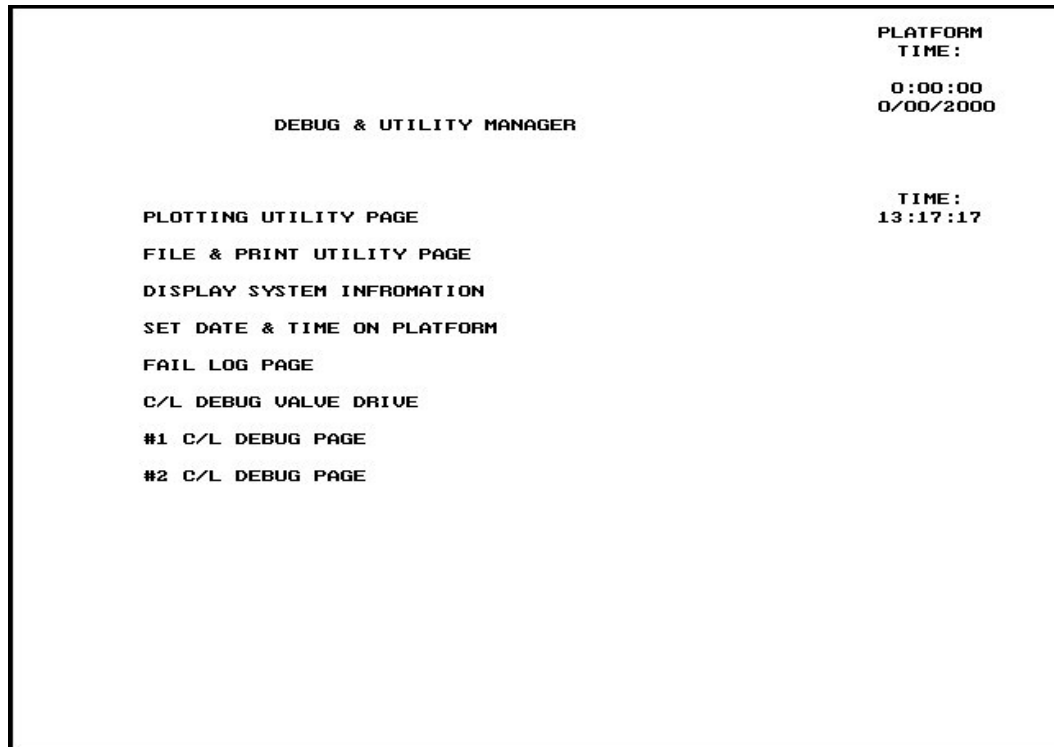 PLATFORM
TIME:
0:00:00
0/00/2000
DEBUG & UTILITY MANAGER
TIME:
13:17:17
PLOTTING UTILITY PAGE
FILE & PRINT UTILITY PAGE
DISPLAY SYSTEM INFROMATION
SET DATE & TIME ON PLATFORM
FAIL LOG PAGE
C/L DEBUG VALVE DRIVE
#1 C/L DEBUG PAGE
#2 C/L DEBUG PAGE